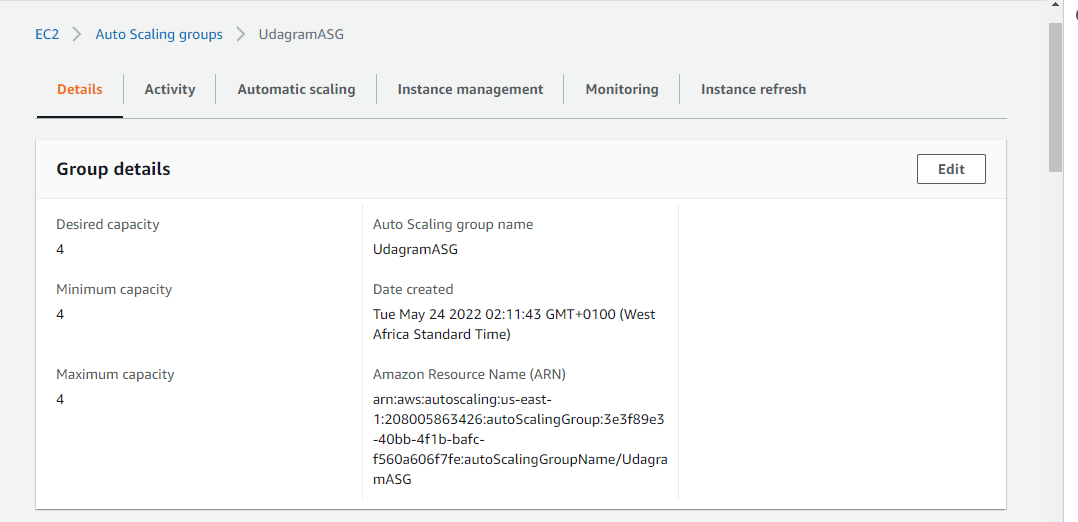 EC2 > Auto Scaling groups > UdagramASG
Details
Activity
Automatic scaling
Instance management
Monitoring
Instance refresh
Group details
Edit
Desired capacity
4
Minimum capacity
4
Maximum capacity
4
Auto Scaling group name
UdagramASG
Date created
Tue May 24 2022 02:11:43 GMT+0100 (West
Africa Standard Time)
Amazon Resource Name (ARN)
arn:aws:autoscaling:us-east-
1:208005863426:autoScalingGroup:3e3f89e3
-40bb-4f1b-bafc-
f560a606f7fe:autoScalingGroupName/Udagra
mASG